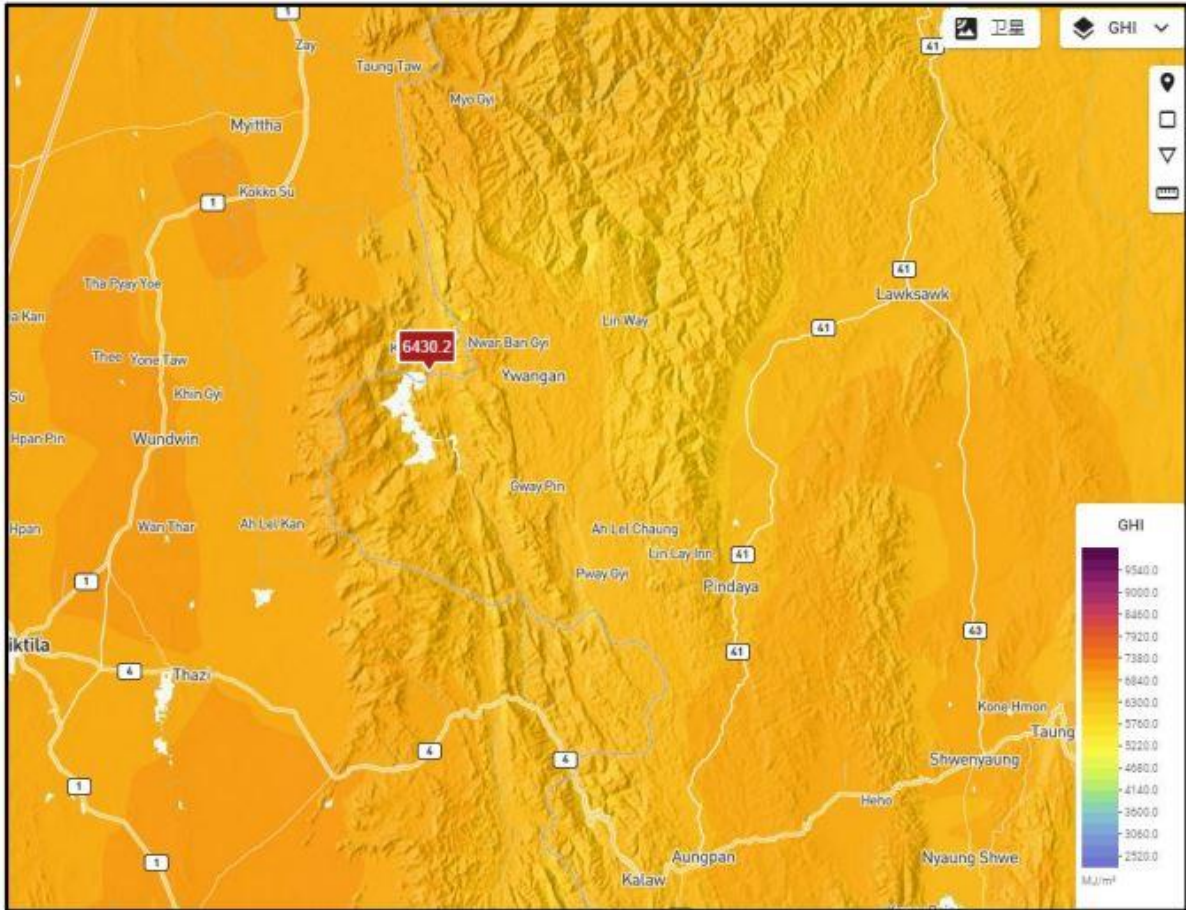 1
卫星
GHI
41
Zay
Taung Taw
Myo Gyi
Myittha
Kokko Su
1
41
Tha Pyay Yoe
Lawksawk
a Kan
Lin Way
41
6430.2
K
Nwar Ban Gyi
Thee
Yone Taw
Ywangan
Su
Khin Gyi
Hpan Pin
Wundwin
Gway Pin
Hpan
Wan Thar
Ah Lel Kan
Ah Lel Chaung
GHI
Lin Lay Inn
41
9540.0
1
Pway Gyi
Pindaya
9000.0
8460.0
7920.0
iktila
41
43
7380.0
4
Thazi
6840.0
6300.0
Kone Hmon
5760.0
Taung
4
4
Shwenyaung
5220.0
4680.0
1
4140.0
Heho
3600.0
1
Aungpan
Nyaung Shwe
3060.0
2520.0
Kalaw
MJ/m²